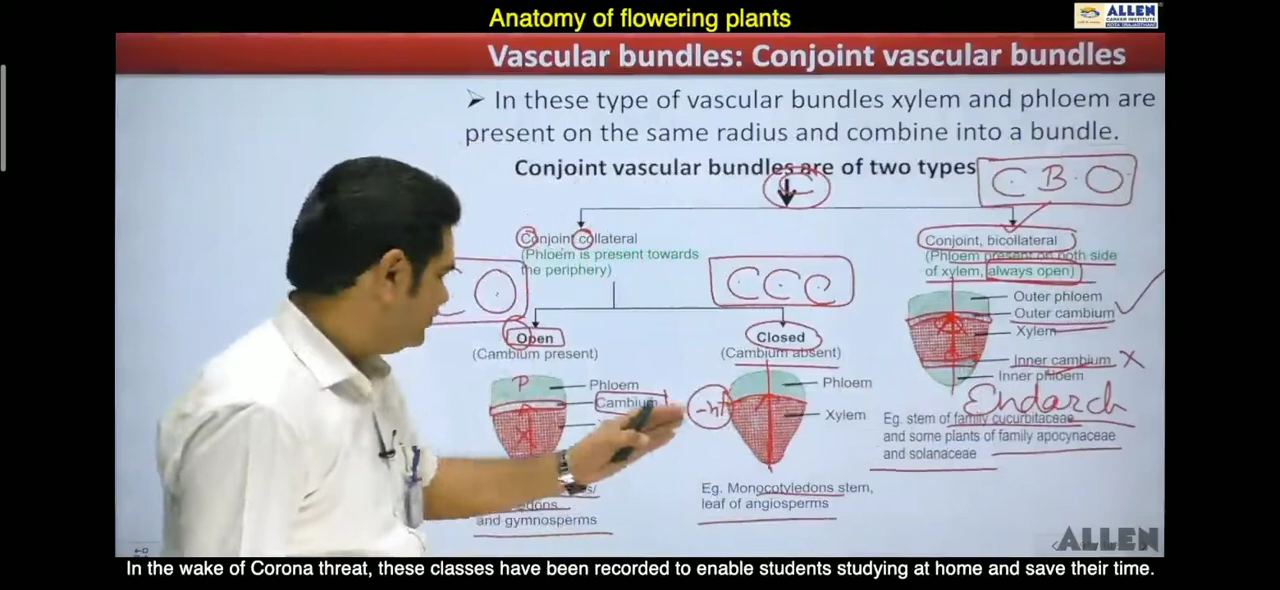 Anatomy of flowering plants
ALLEN
CAREER INSTITUTE
KOTA (RAJASTHAN)
Vascular bundles: Conjoint vascular bundles
➢ In these type of vascular bundles xylem and phloem are
present on the same radius and combine into a bundle.
Conjoint vascular bundles are of two types
C
C B O
Conjoint collateral
(Phloem is present towards
the periphery)
O
C C C
Conjoint, bicollateral
(Phloem present on both side
of xylem, always open)
Open
(Cambium present)
Closed
(Cambium absent)
P
Phloem
Cambium
X
Phloem
Xylem
Outer phloem
Outer cambium
Xylem
Inner cambium X
Inner phloem
Endarch
and gymnosperms
Eg. Monocotyledons stem,
leaf of angiosperms
Eg. stem of family cucurbitaceae
and some plants of family apocynaceae
and solanaceae
ALLEN
In the wake of Corona threat, these classes have been recorded to enable students studying at home and save their time.